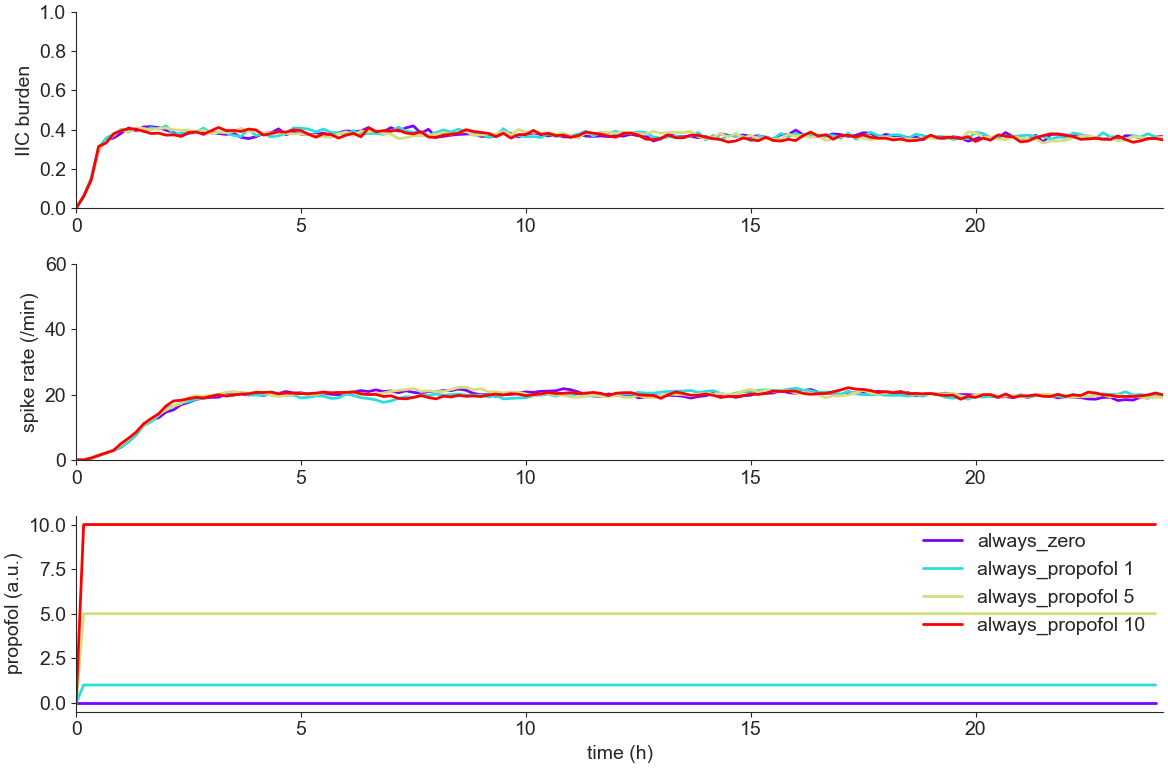 IIC burden
1.0
0.8
0.6
0.4
0.2
0.0
0 5 10 15 20
spike rate (/min)
60
40
20
0
0 5 10 15 20
propofol (a.u.)
10.0
7.5
5.0
2.5
0.0
always_zero
always_propofol 1
always_propofol 5
always_propofol 10
0 5 10 15 20
time (h)